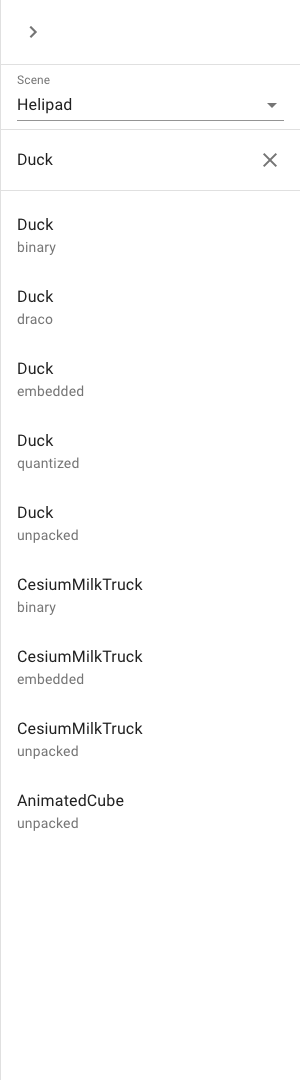 Scene
Helipad
Duck
Duck
binary
Duck
draco
Duck
embedded
Duck
quantized
Duck
unpacked
CesiumMilkTruck
binary
CesiumMilkTruck
embedded
CesiumMilkTruck
unpacked
AnimatedCube
unpacked